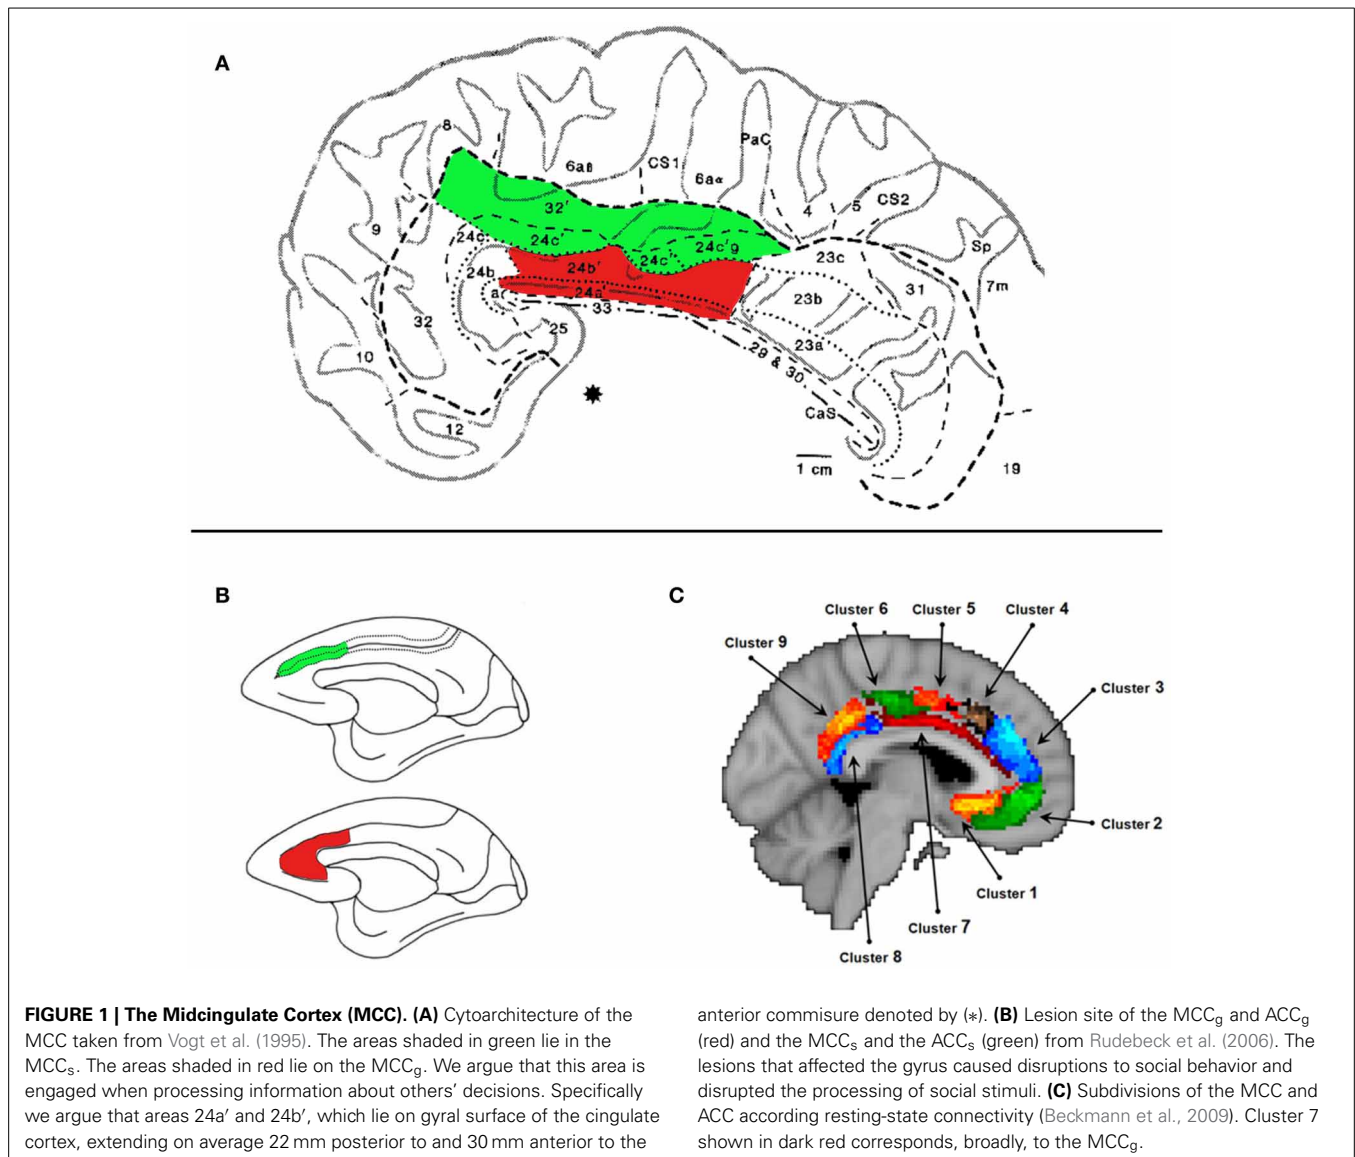 A
8
6aβ
CS1
PaC
6aα
4
5
CS2
9
32′
Sp
24c
24c′
24c′
24c′g
23c
24b
24b′
31
7m
a
24a′
23b
33
32
25
23a
10
29 & 30
CaS
12
1 cm
19
B
C
Cluster 6
Cluster 5
Cluster 4
Cluster 9
Cluster 3
Cluster 2
Cluster 1
Cluster 7
Cluster 8
FIGURE 1 | The Midcingulate Cortex (MCC). (A) Cytoarchitecture of the
MCC taken from Vogt et al. (1995). The areas shaded in green lie in the
MCCs. The areas shaded in red lie on the MCCg. We argue that this area is
engaged when processing information about others' decisions. Specifically
we argue that areas 24a′ and 24b′, which lie on gyral surface of the cingulate
cortex, extending on average 22 mm posterior to and 30 mm anterior to the
anterior commisure denoted by (*). (B) Lesion site of the MCCg and ACCg
(red) and the MCCs and the ACCs (green) from Rudebeck et al. (2006). The
lesions that affected the gyrus caused disruptions to social behavior and
disrupted the processing of social stimuli. (C) Subdivisions of the MCC and
ACC according resting-state connectivity (Beckmann et al., 2009). Cluster 7
shown in dark red corresponds, broadly, to the MCCg.